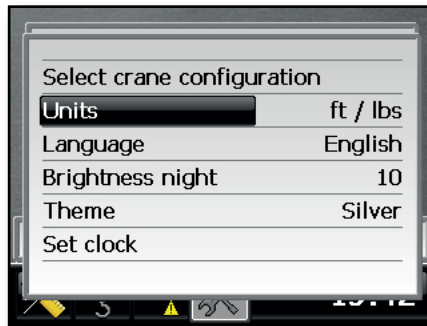 Select crane configuration
Units ft / lbs
Language English
Brightness night 10
Theme Silver
Set clock